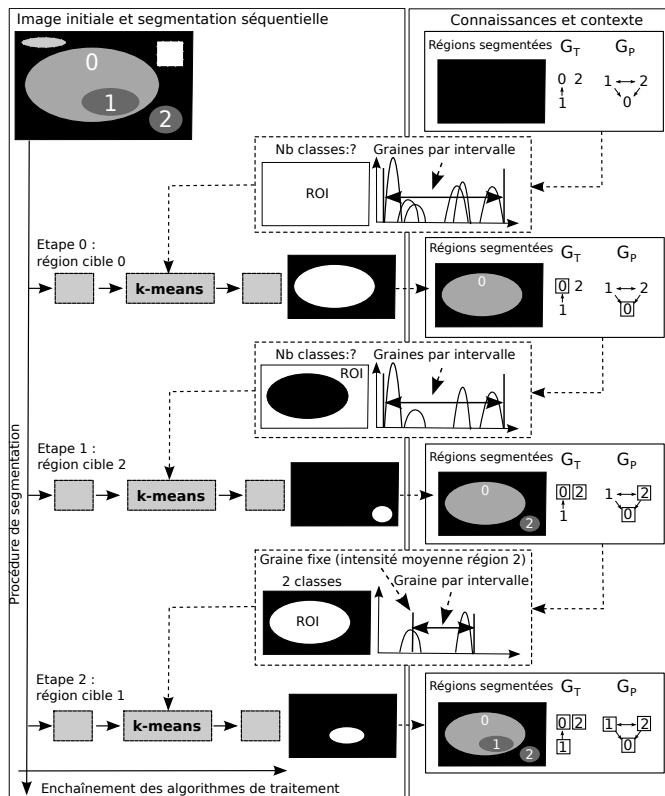 Image initiale et segmentation séquentielle
Connaissances et contexte
0
1
2
Régions segmentées G_T G_P
0 2
1
1 2
0
Nb classes:? Graines par intervalle
ROI
Etape 0 :
région cible 0
k-means
Régions segmentées G_T G_P
0
0 2
1
1 2
0
Nb classes:? Graines par intervalle
ROI
Etape 1 :
région cible 2
k-means
Régions segmentées G_T G_P
0
2
0 2
1
1 2
0
Graine fixe (intensité moyenne région 2)
2 classes Graine par intervalle
ROI
Etape 2 :
région cible 1
k-means
Régions segmentées G_T G_P
0
1
2
0 2
1
1 2
0
Procédure de segmentation
Enchaînement des algorithmes de traitement